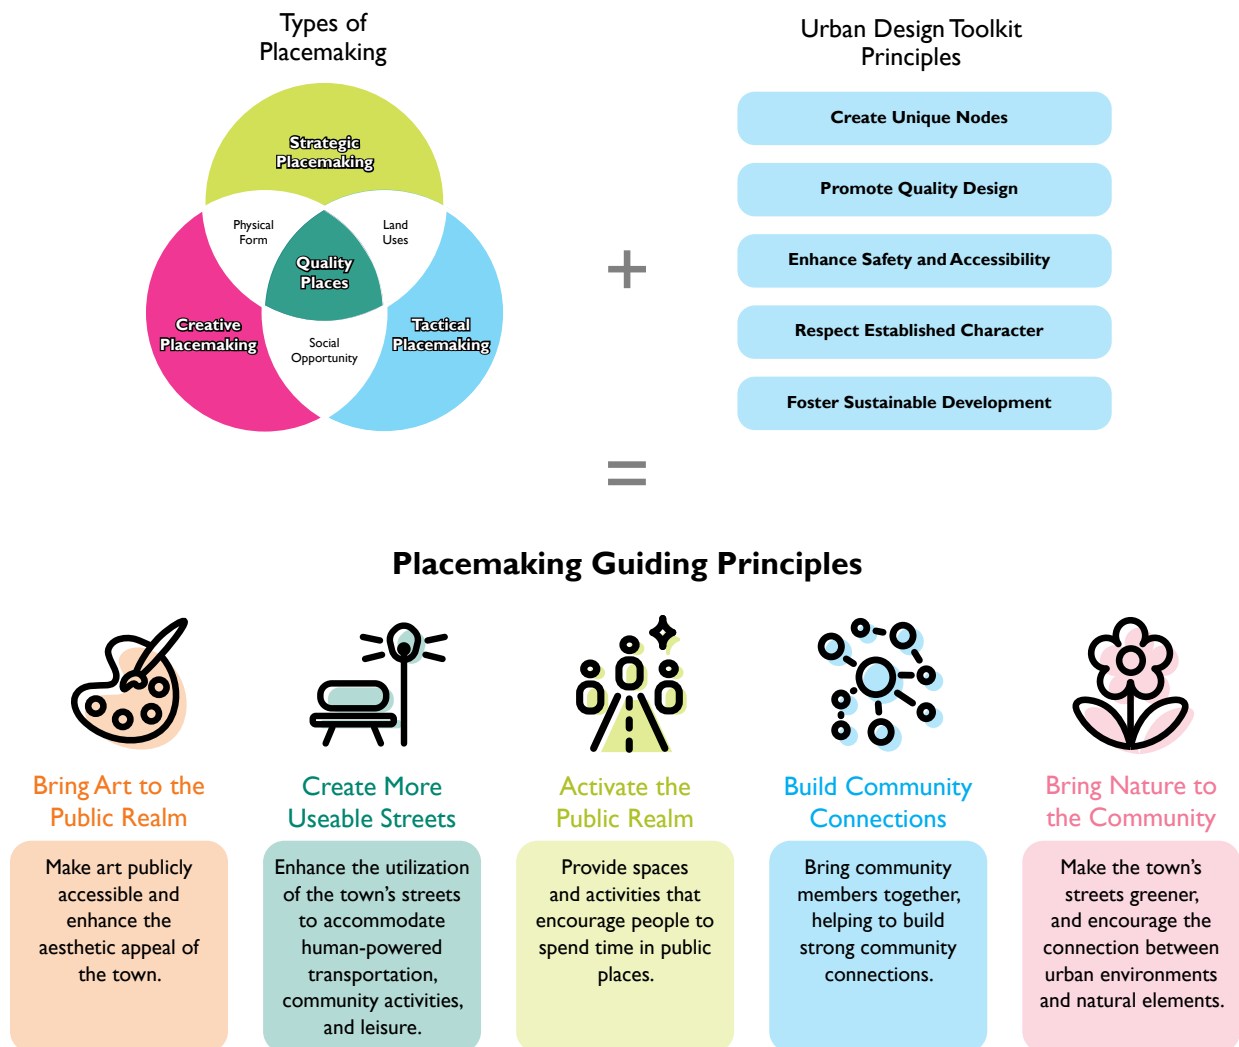 Types of
Placemaking
Strategic
Placemaking
Physical
Form
Land
Uses
Quality
Places
Creative
Placemaking
Tactical
Placemaking
Social
Opportunity
+
Urban Design Toolkit
Principles
Create Unique Nodes
Promote Quality Design
Enhance Safety and Accessibility
Respect Established Character
Foster Sustainable Development
=
Placemaking Guiding Principles
Bring Art to the
Public Realm
Make art publicly
accessible and
enhance the
aesthetic appeal of
the town.
Create More
Useable Streets
Enhance the utilization
of the town’s streets
to accommodate
human-powered
transportation,
community activities,
and leisure.
Activate the
Public Realm
Provide spaces
and activities that
encourage people to
spend time in public
places.
Build Community
Connections
Bring community
members together,
helping to build
strong community
connections.
Bring Nature to
the Community
Make the town’s
streets greener,
and encourage the
connection between
urban environments
and natural elements.